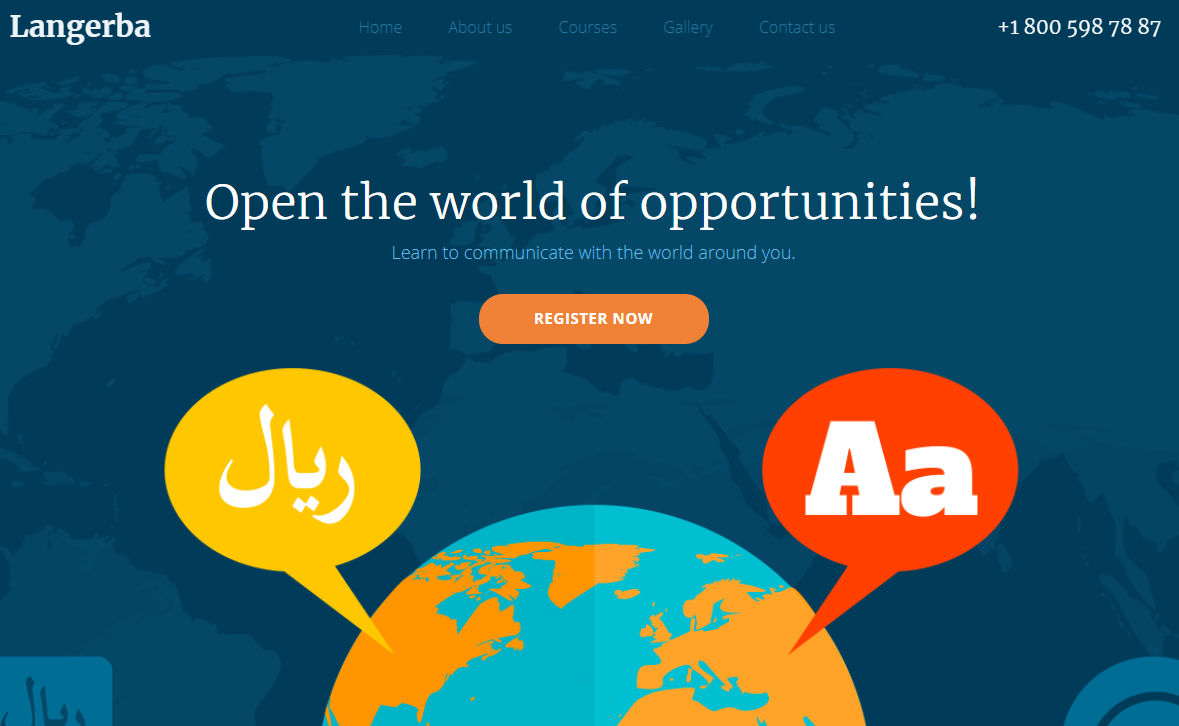 Langerba
Home About us Courses Gallery Contact us
+1 800 598 78 87
Open the world of opportunities!
Learn to communicate with the world around you.
REGISTER NOW
ريال
Aa
ريال